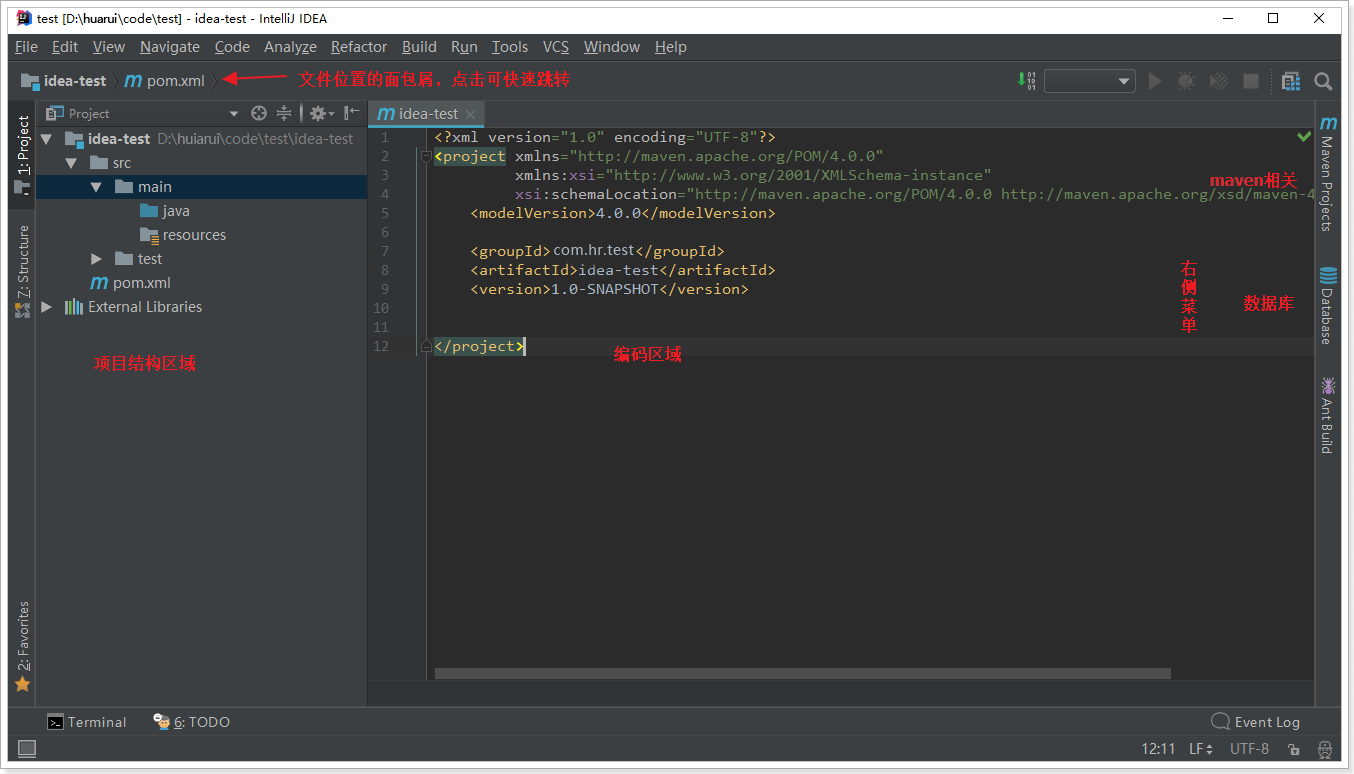 test [D:\huarui\code\test] - idea-test - IntelliJ IDEA
File Edit View Navigate Code Analyze Refactor Build Run Tools VCS Window Help
idea-test pom.xml 文件位置的面包屑，点击可快速跳转
1: Project
7: Structure
2: Favorites
Project
idea-test D:\huarui\code\test\idea-test
src
main
java
resources
test
pom.xml
External Libraries
项目结构区域
idea-test
1 <?xml version="1.0" encoding="UTF-8"?>
2 <project xmlns="http://maven.apache.org/POM/4.0.0"
3 xmlns:xsi="http://www.w3.org/2001/XMLSchema-instance"
4 xsi:schemaLocation="http://maven.apache.org/POM/4.0.0 http://maven.apache.org/xsd/maven-4
5 <modelVersion>4.0.0</modelVersion>
6
7 <groupId>com.hr.test</groupId>
8 <artifactId>idea-test</artifactId>
9 <version>1.0-SNAPSHOT</version>
10
11
12 </project>
编码区域
maven相关
右侧菜单
数据库
Maven Projects
Database
Ant Build
Terminal 6: TODO Event Log
12:11 LF UTF-8